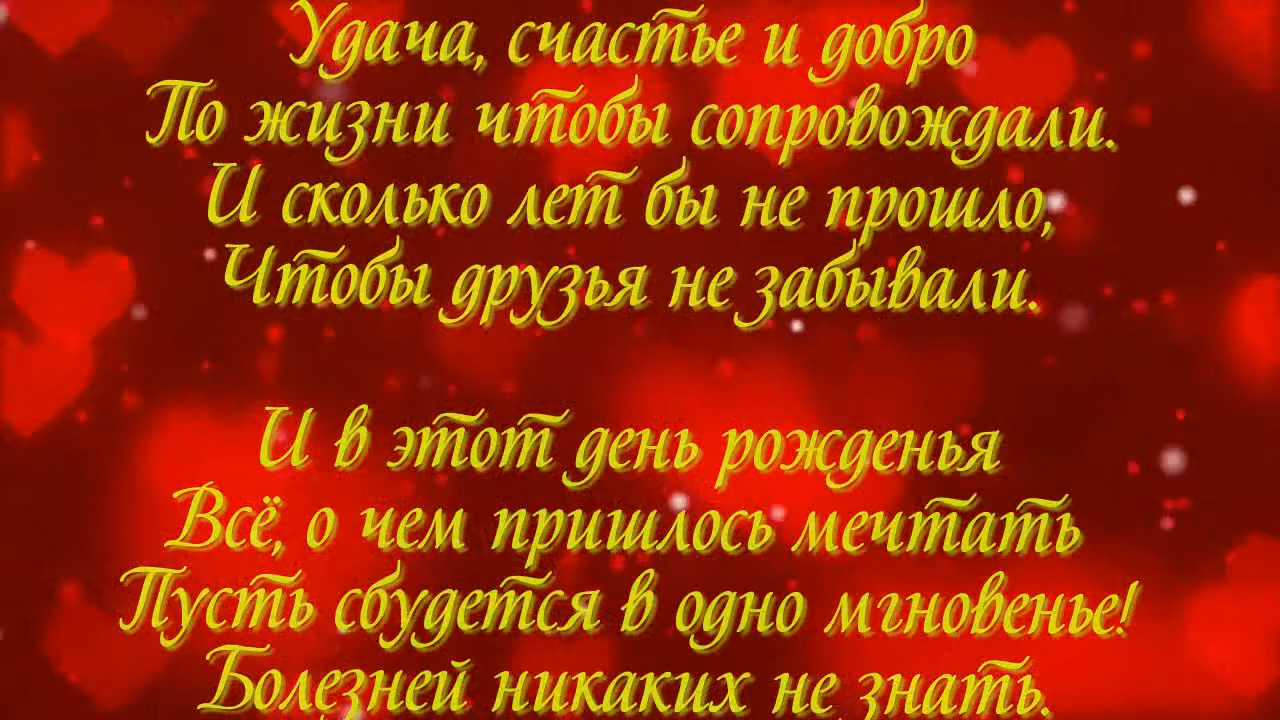 Удача, счастье и добро
По жизни чтобы сопровождали.
И сколько лет бы не прошло,
Чтобы друзья не забывали.
И в этот день рожденья
Всё, о чем пришлось мечтать
Пусть сбудется в одно мгновенье!
Болезней никаких не знать.